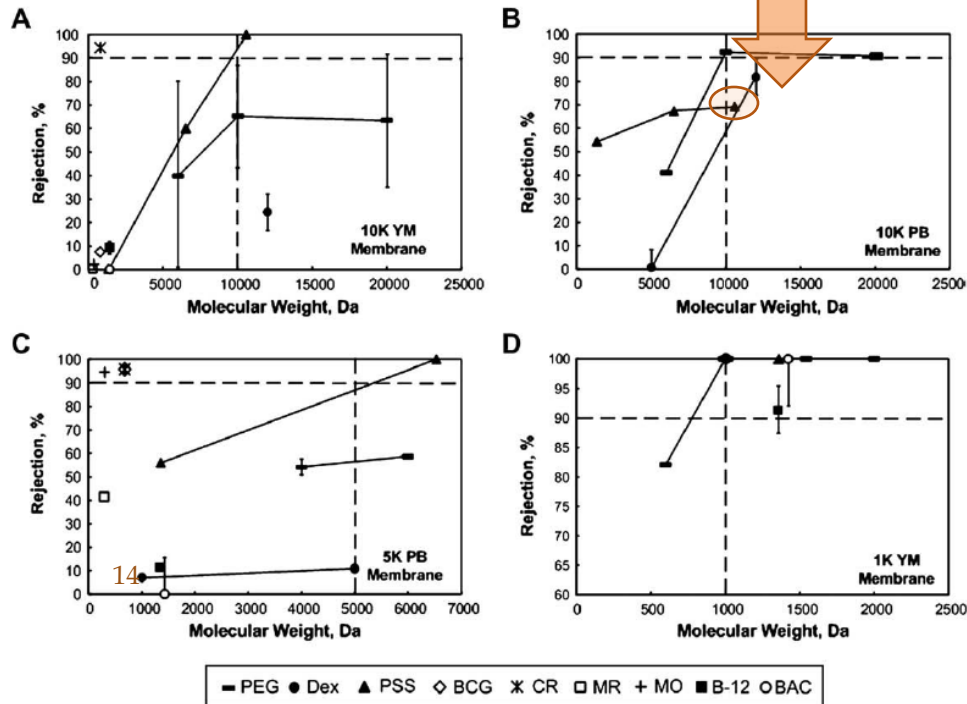 A
Rejection, %
100
90
80
70
60
50
40
30
20
10
0
0 5000 10000 15000 20000 25000
Molecular Weight, Da
10K YM
Membrane
B
Rejection, %
100
90
80
70
60
50
40
30
20
10
0
0 5000 10000 15000 20000 2500
Molecular Weight, Da
10K PB
Membrane
C
Rejection, %
100
90
80
70
60
50
40
30
20
10
0
0 1000 2000 3000 4000 5000 6000 7000
Molecular Weight, Da
5K PB
Membrane
14
D
Rejection, %
100
95
90
85
80
75
70
65
60
0 500 1000 1500 2000 2500
Molecular Weight, Da
1K YM
Membrane
PEG Dex PSS BCG CR MR MO B-12 BAC